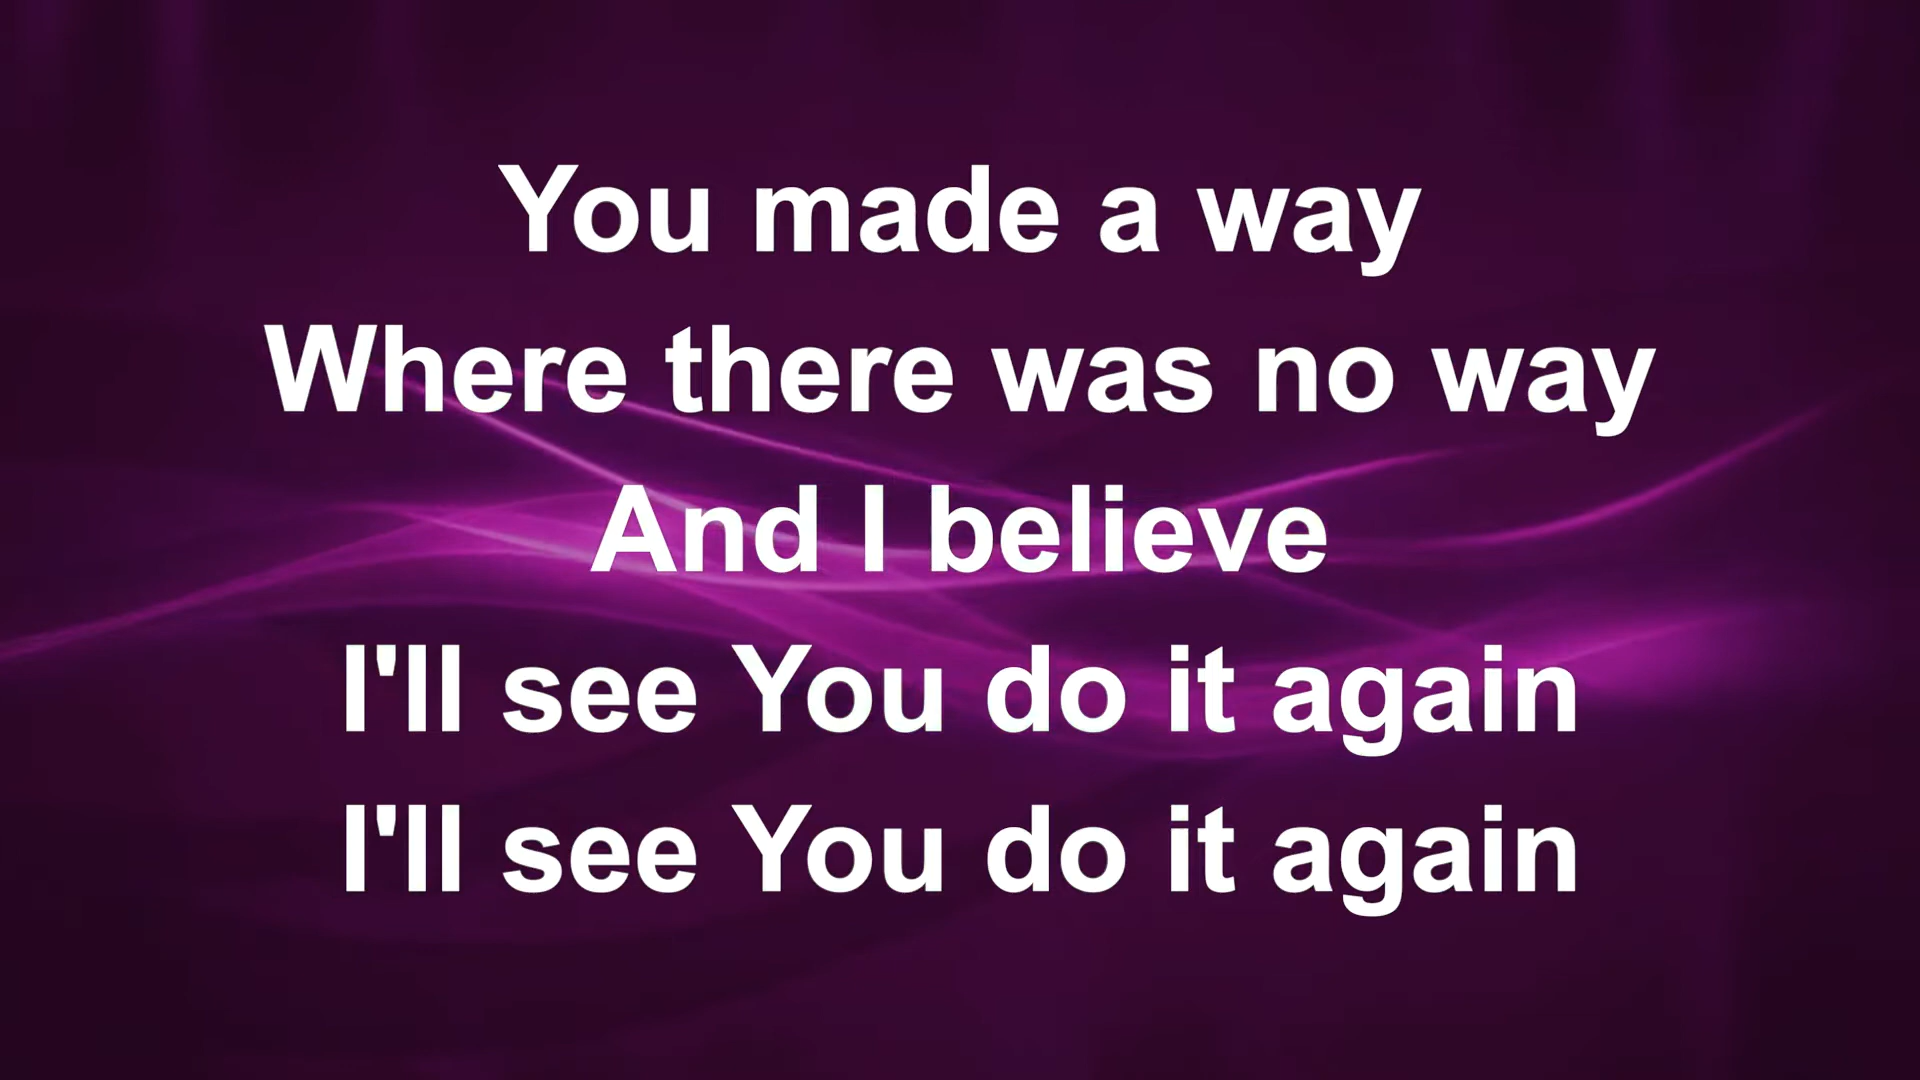 You made a way
Where there was no way
And I believe
I'll see You do it again
I'll see You do it again